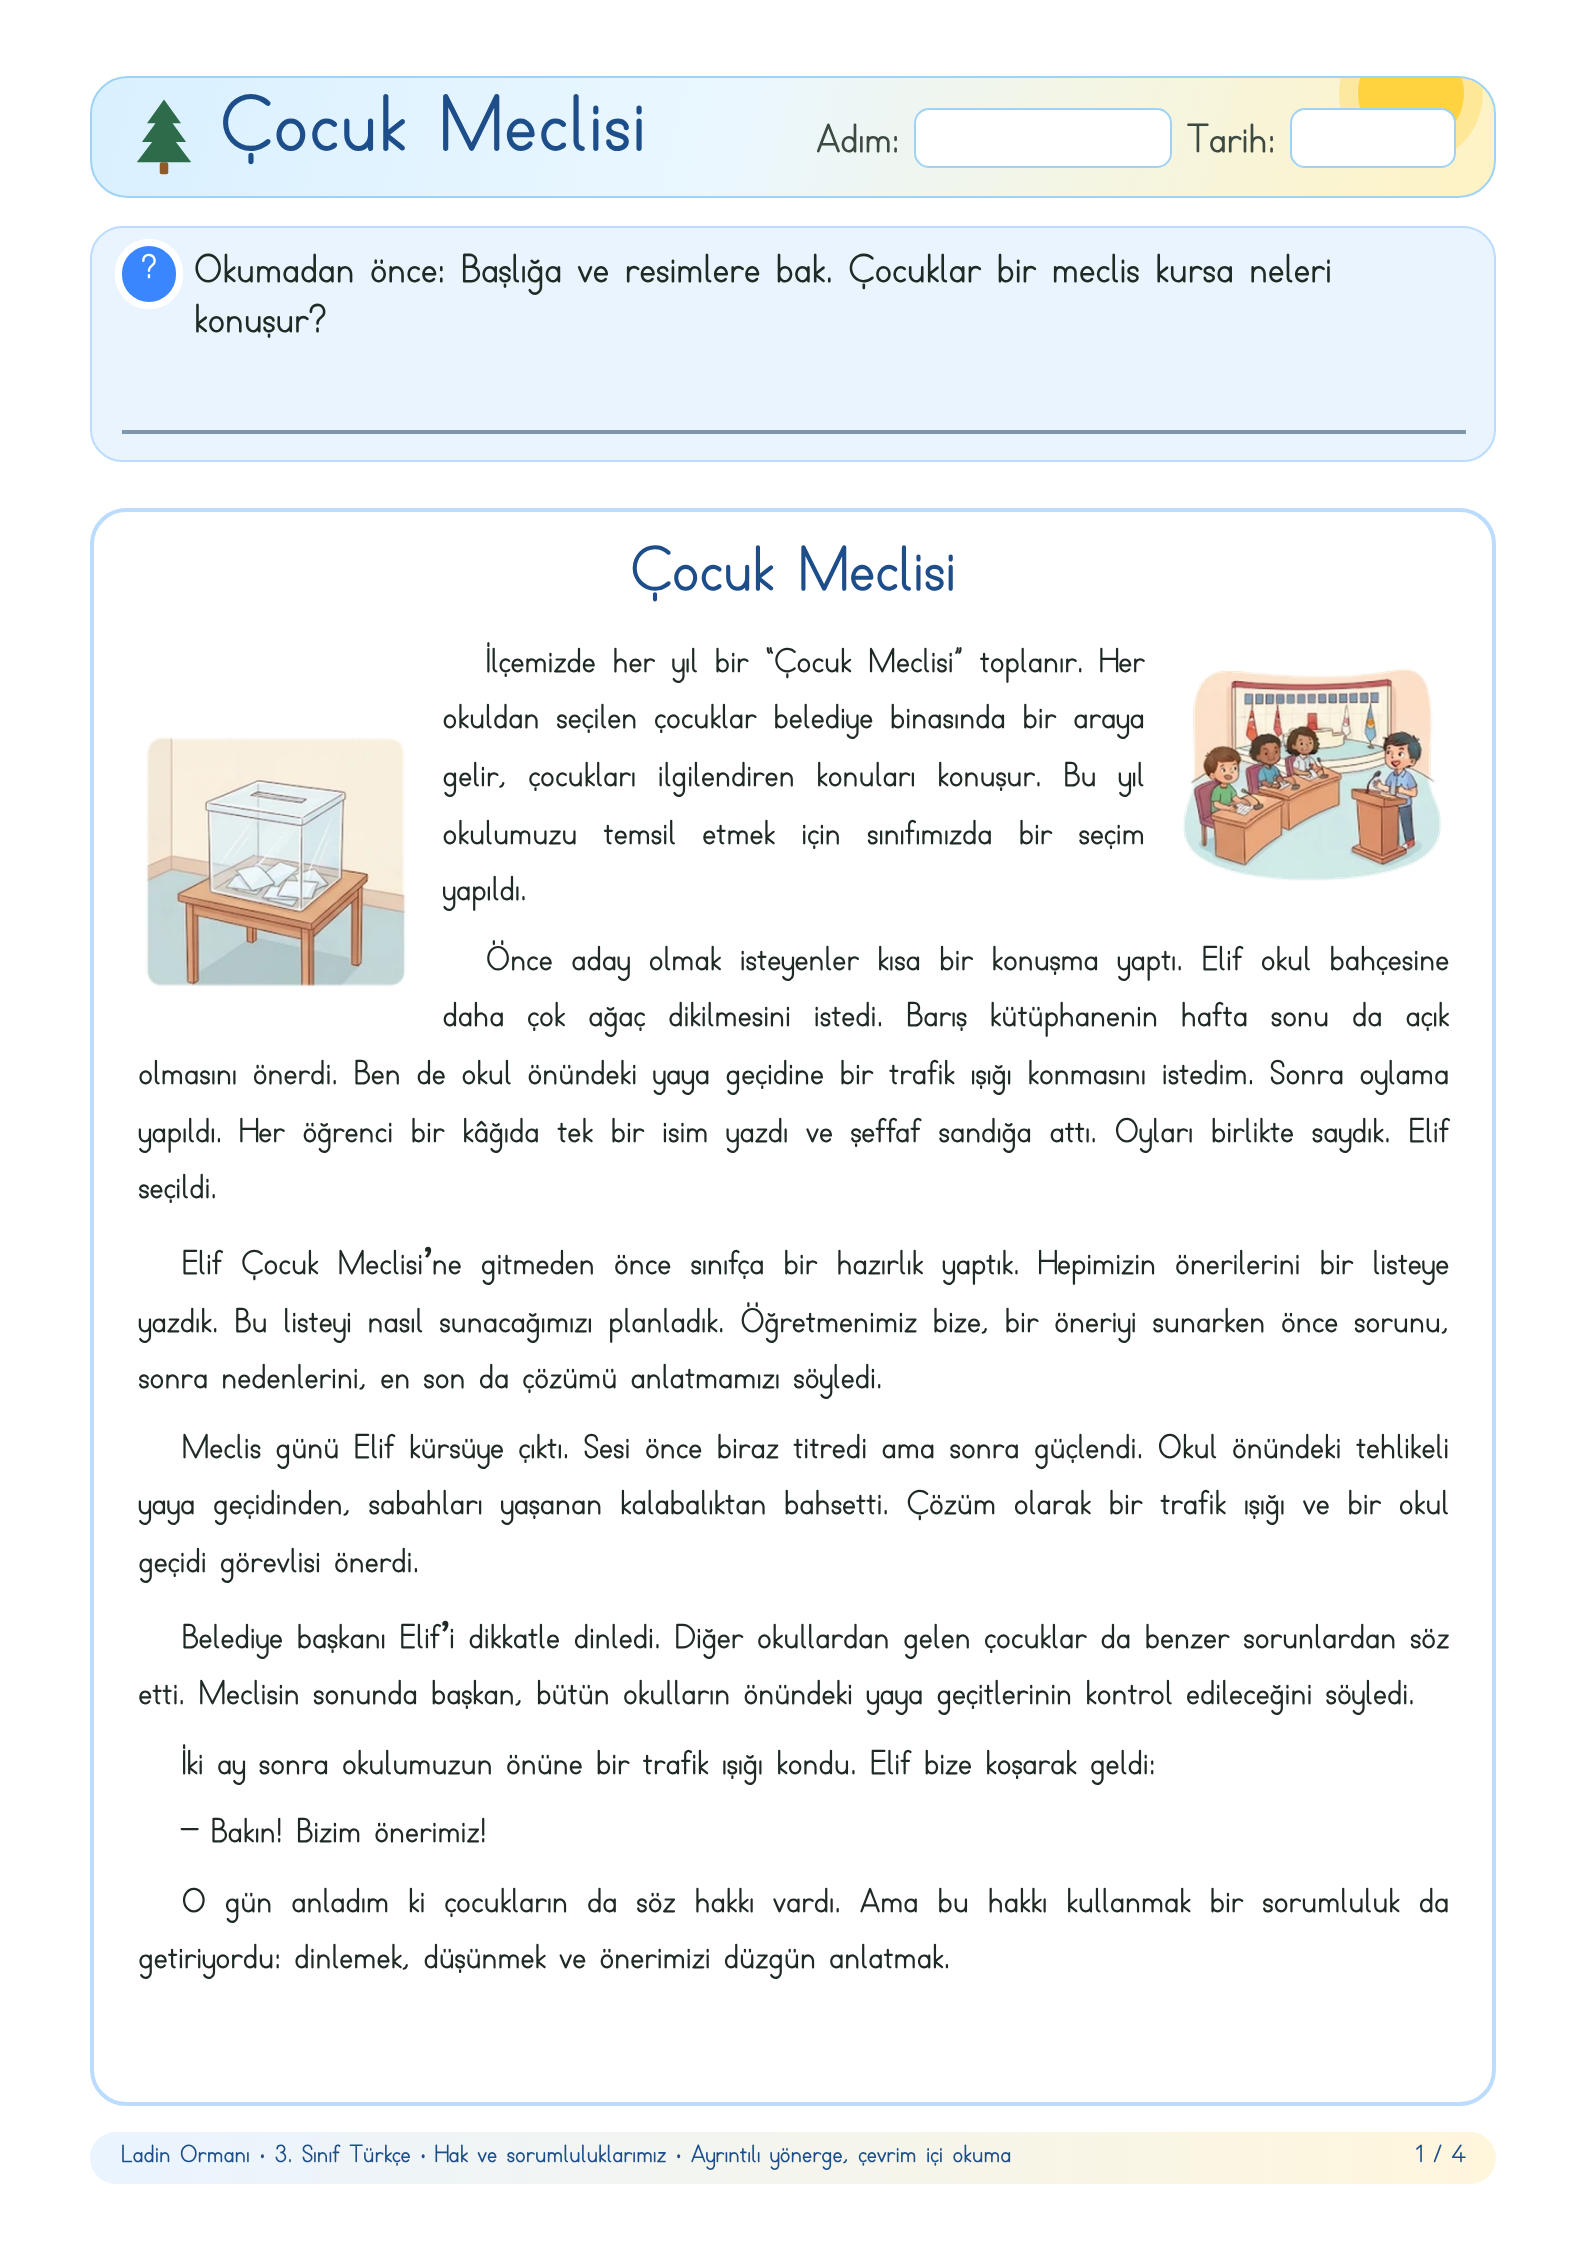 Çocuk Meclisi
Adım:
Tarih:
?
Okumadan önce: Başlığa ve resimlere bak. Çocuklar bir meclis kursa neleri
konuşur?
Çocuk Meclisi
İlçemizde her yıl bir “Çocuk Meclisi” toplanır. Her
okuldan seçilen çocuklar belediye binasında bir araya
gelir, çocukları ilgilendiren konuları konuşur. Bu yıl
okulumuzu temsil etmek için sınıfımızda bir seçim
yapıldı.
Önce aday olmak isteyenler kısa bir konuşma yaptı. Elif okul bahçesine
daha çok ağaç dikilmesini istedi. Barış kütüphanenin hafta sonu da açık
olmasını önerdi. Ben de okul önündeki yaya geçidine bir trafik ışığı konmasını istedim. Sonra oylama
yapıldı. Her öğrenci bir kâğıda tek bir isim yazdı ve şeffaf sandığa attı. Oyları birlikte saydık. Elif
seçildi.
Elif Çocuk Meclisi’ne gitmeden önce sınıfça bir hazırlık yaptık. Hepimizin önerilerini bir listeye
yazdık. Bu listeyi nasıl sunacağımızı planladık. Öğretmenimiz bize, bir öneriyi sunarken önce sorunu,
sonra nedenlerini, en son da çözümü anlatmamızı söyledi.
Meclis günü Elif kürsüye çıktı. Sesi önce biraz titredi ama sonra güçlendi. Okul önündeki tehlikeli
yaya geçidinden, sabahları yaşanan kalabalıktan bahsetti. Çözüm olarak bir trafik ışığı ve bir okul
geçidi görevlisi önerdi.
Belediye başkanı Elif’i dikkatle dinledi. Diğer okullardan gelen çocuklar da benzer sorunlardan söz
etti. Meclisin sonunda başkan, bütün okulların önündeki yaya geçitlerinin kontrol edileceğini söyledi.
İki ay sonra okulumuzun önüne bir trafik ışığı kondu. Elif bize koşarak geldi:
– Bakın! Bizim önerimiz!
O gün anladım ki çocukların da söz hakkı vardı. Ama bu hakkı kullanmak bir sorumluluk da
getiriyordu: dinlemek, düşünmek ve önerimizi düzgün anlatmak.
Ladin Ormanı • 3. Sınıf Türkçe • Hak ve sorumluluklarımız • Ayrıntılı yönerge, çevrim içi okuma
1 / 4